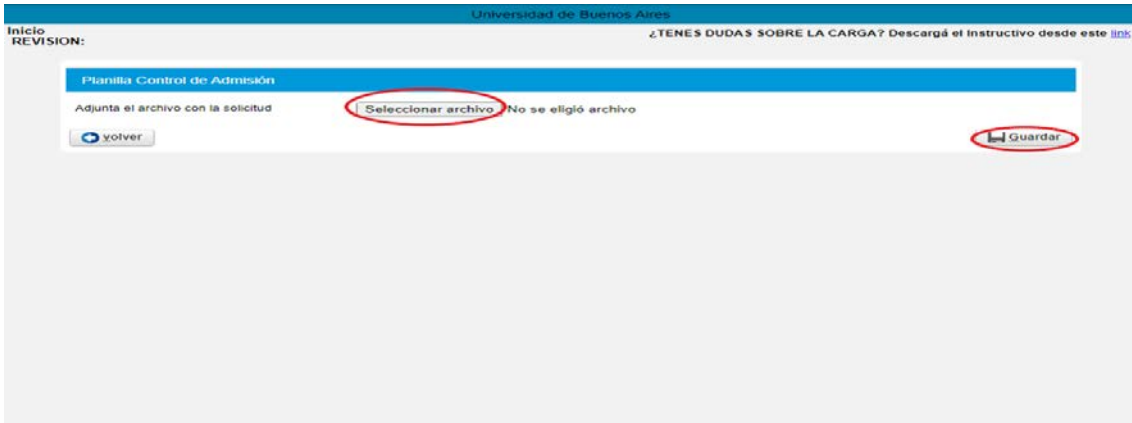 Universidad de Buenos Aires
Inicio
REVISION:
¿TENES DUDAS SOBRE LA CARGA? Descargá el Instructivo desde este link
Planilla Control de Admisión
Adjunta el archivo con la solicitud
Seleccionar archivo No se eligió archivo
volver
Guardar